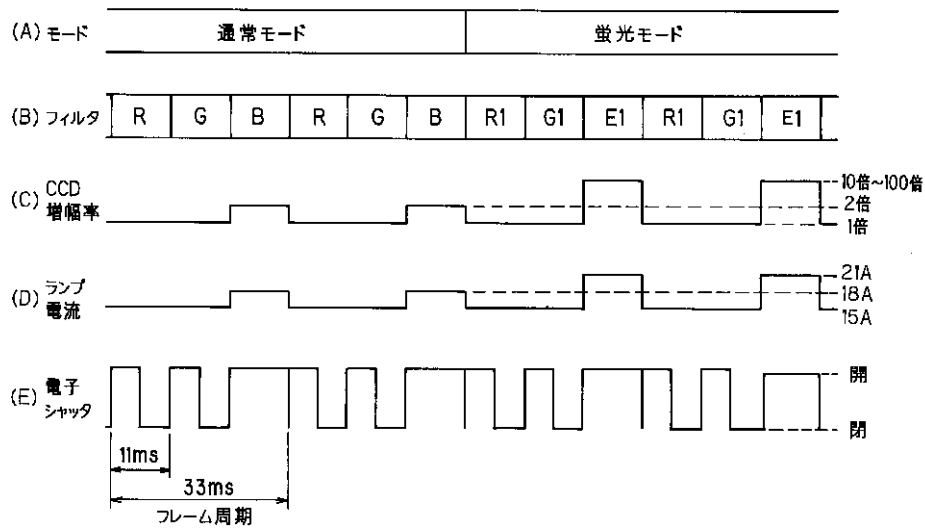 (A) モード 通常モード 蛍光モード
(B) フィルタ R G B R G B R1 G1 E1 R1 G1 E1
(C) CCD 増幅率
10倍~100倍
2倍
1倍
(D) ランプ 電流
21A
18A
15A
(E) 電子 シャッタ
開
閉
11ms
33ms
フレーム周期